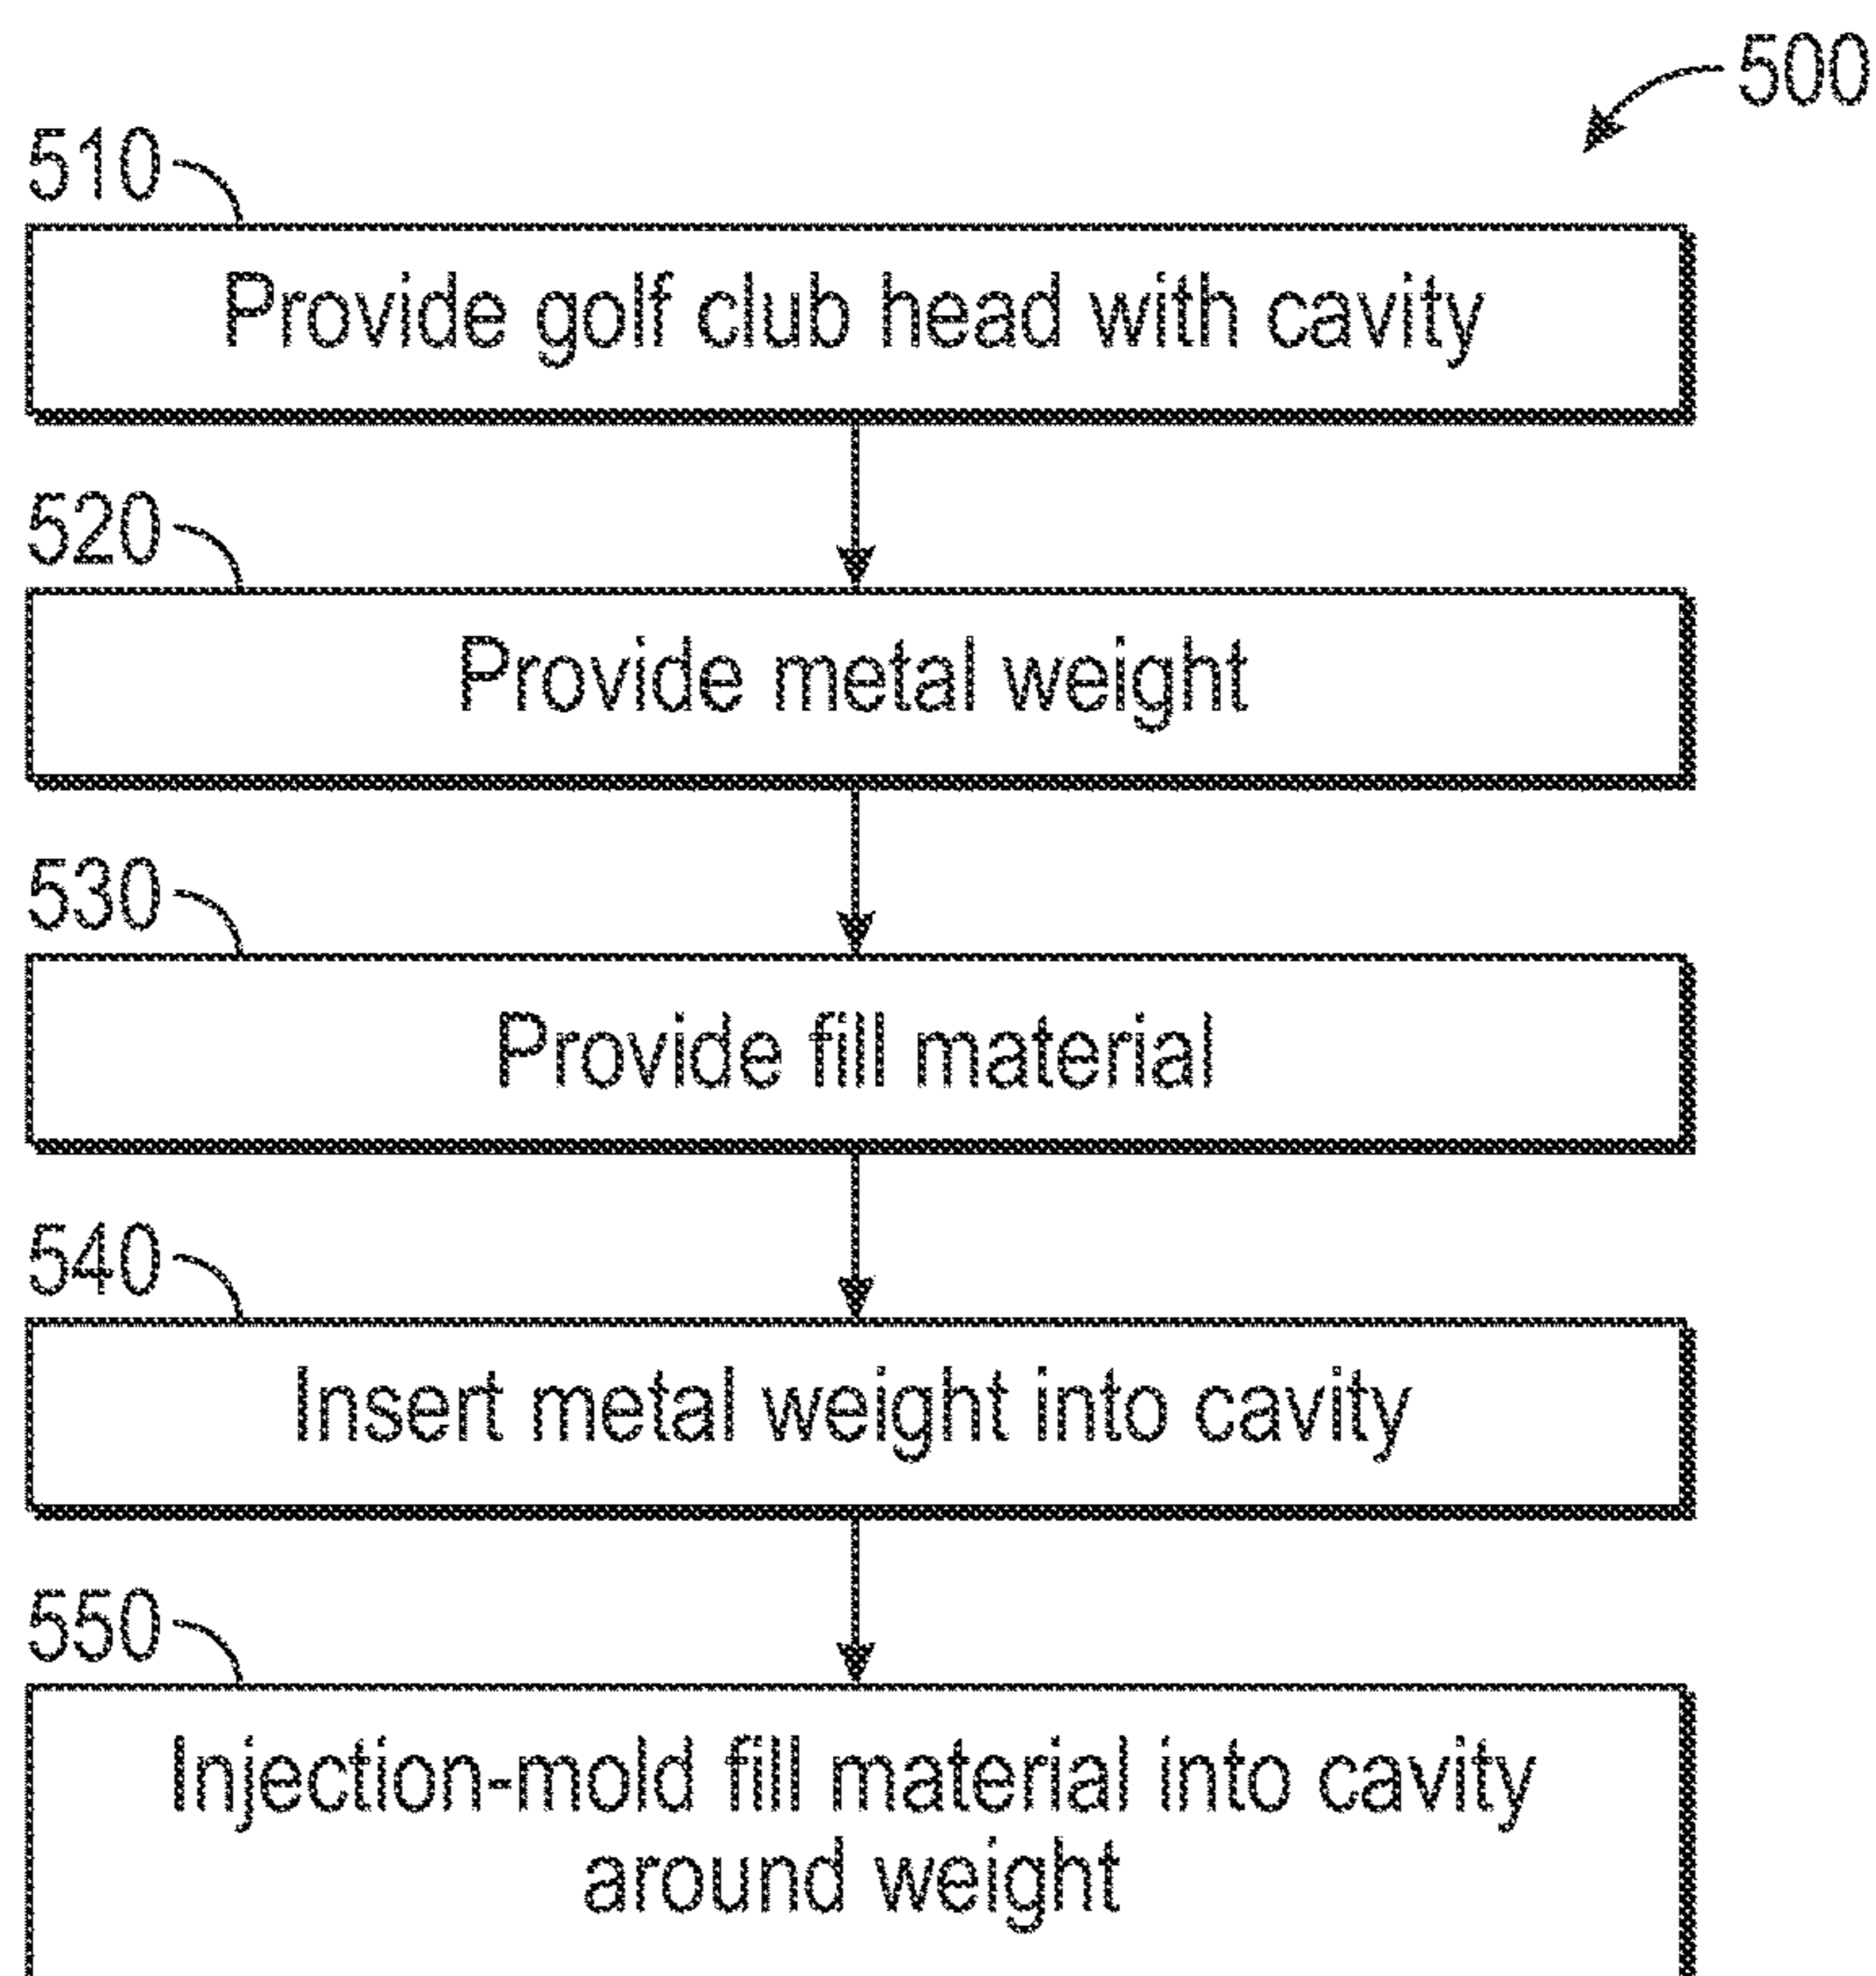 500
510
Provide golf club head with cavity
520
Provide metal weight
530
Provide fill material
540
Insert metal weight into cavity
550
Injection-mold fill material into cavity
around weight